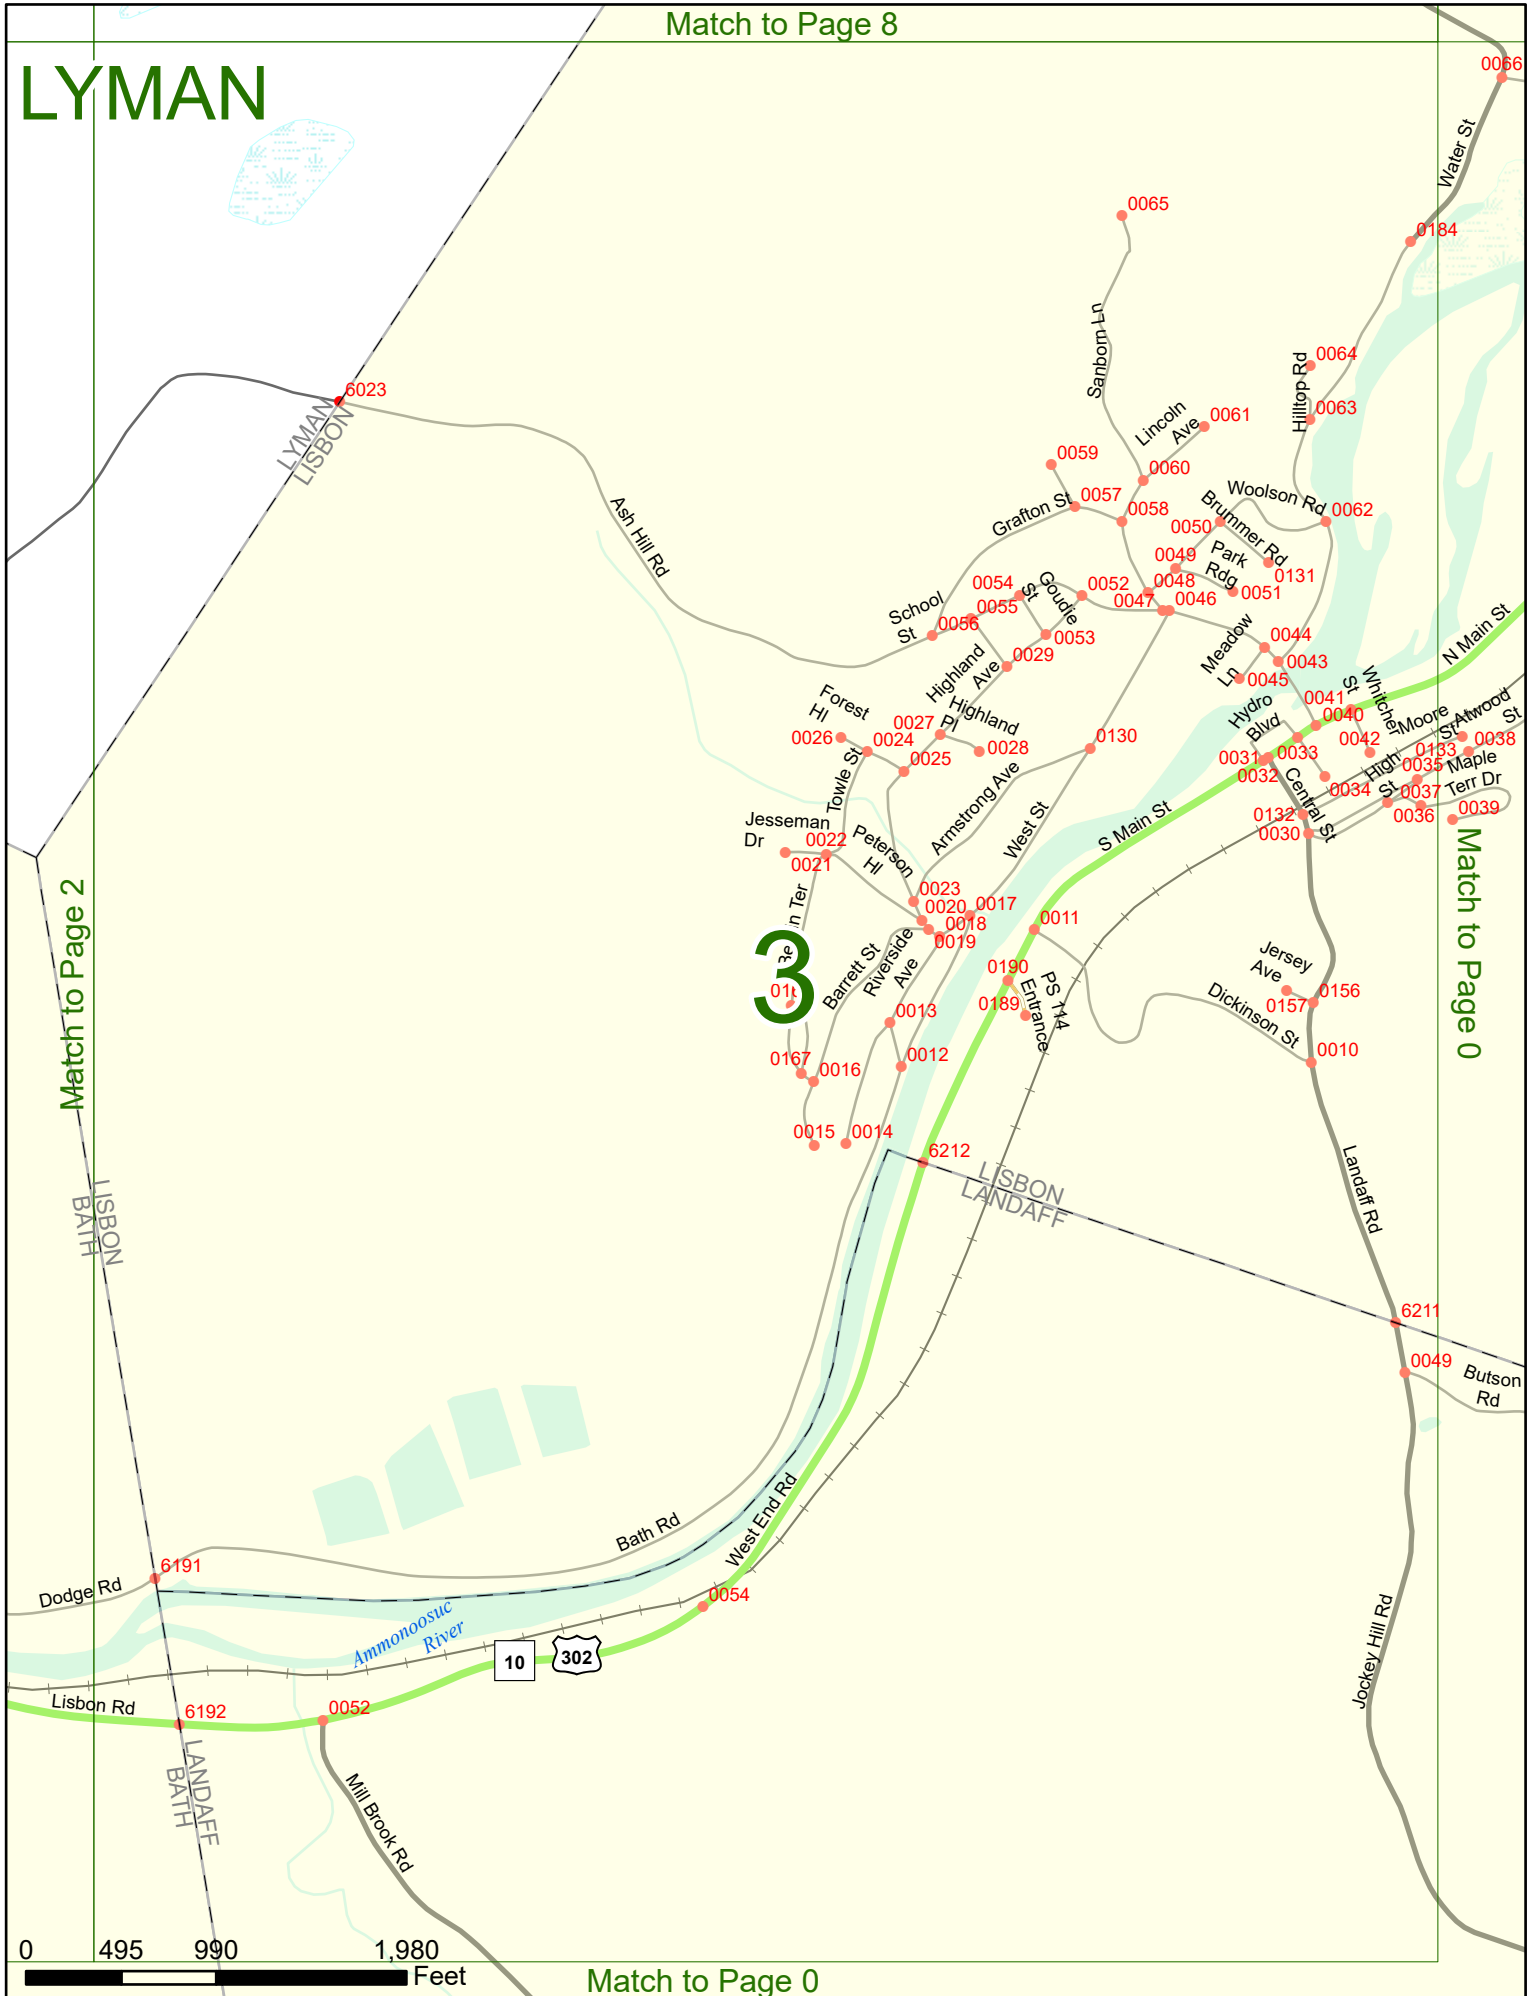 Match to Page 8
LYMAN
0066
Water St
0065
0184
Sanborn Ln
0064
Hilltop Rd
0063
6023
LYMAN
LISBON
Lincoln
Ave
0061
0059
0060
Ash Hill Rd
Grafton St
0057
0058
Woolson Rd
0062
0050
Brummer Rd
0131
0049
Park
Rdg
0051
0048
0047
0046
0052
Goudie
St
0054
0055
0053
School
St
0056
0029
Highland
Ave
Meadow
Ln
0044
0043
0045
N Main St
Whitcher
St
0041
0040
0042
Hydro
Blvd
0033
0031
0032
0034
Moore
St
Atwood
St
0133
0038
High
St
0035
Maple
Terr Dr
0037
0036
0039
Forest
Hl
0026
0024
0027
Highland
Pl
0028
0025
0130
Towle St
Armstrong Ave
West St
S Main St
Central St
0132
0030
Jesseman
Dr
0022
0021
Peterson
Hl
0023
0020
0017
0018
0019
0011
Match to Page 2
Match to Page 0
3
Barrett St
Riverside
Ave
0190
0189
PS 114
Entrance
Jersey
Ave
0156
0157
Dickinson St
0010
0013
0012
0167
0016
0015
0014
6212
LISBON
LANDAFF
Landaff Rd
LISBON
BATH
6211
0049
Butson
Rd
Bath Rd
West End Rd
6191
Dodge Rd
0054
Ammonoosuc
River
10
302
Jockey Hill Rd
Lisbon Rd
6192
0052
LANDAFF
BATH
Mill Brook Rd
0 495 990 1,980
Feet
Match to Page 0